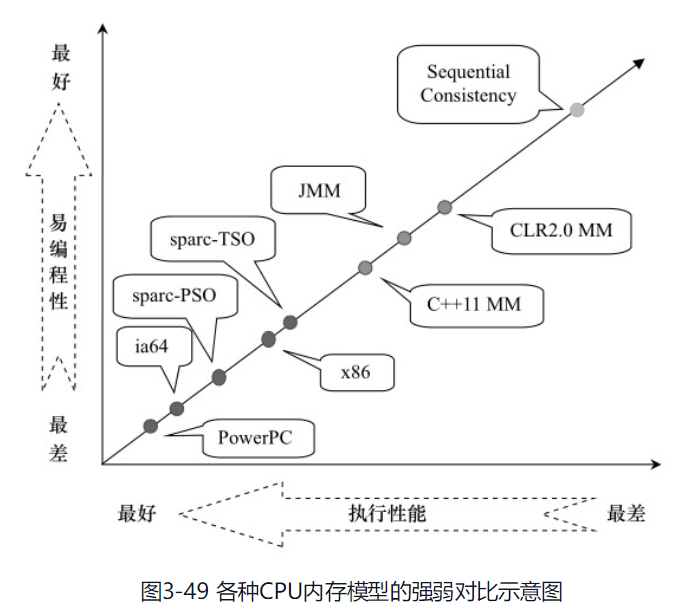 最好
易编程性
最差
Sequential
Consistency
JMM
CLR2.0 MM
sparc-TSO
C++11 MM
sparc-PSO
ia64
x86
PowerPC
最好
执行性能
最差
图3-49 各种CPU内存模型的强弱对比示意图